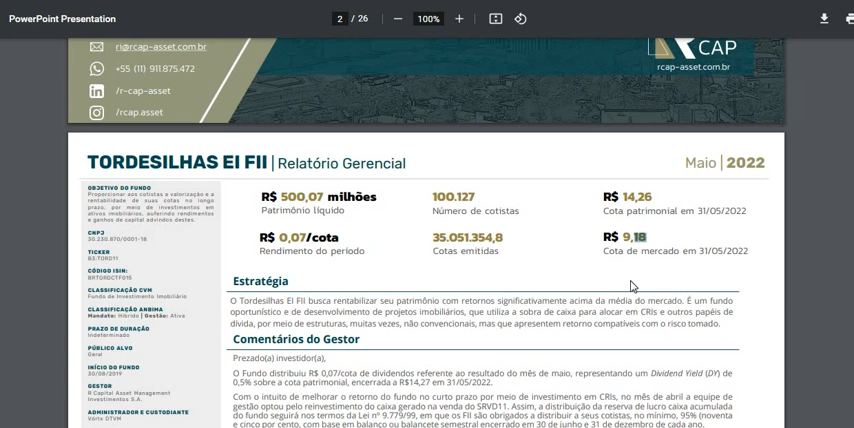 PowerPoint Presentation
2 / 26
100%
ri@rcap-asset.com.br
+55 (11) 911.875.472
/r-cap-asset
/rcap.asset
RCAP
rcap-asset.com.br
TORDESILHAS EI FII | Relatório Gerencial
Maio | 2022
OBJETIVO DO FUNDO
Proporcionar aos cotistas a valorização e a
rentabilidade de suas cotas no longo
prazo, por meio de investimentos em
ativos imobiliários, auferindo rendimentos
e ganhos de capital advindos destes.
CNPJ
30.230.870/0001-18
TICKER
B3:TORD11
CÓDIGO ISIN:
BRTORDCTF015
CLASSIFICAÇÃO CVM
Fundo de Investimento Imobiliário
CLASSIFICAÇÃO ANBIMA
Mandato: Híbrido | Gestão: Ativa
PRAZO DE DURAÇÃO
Indeterminado
PÚBLICO ALVO
Geral
INÍCIO DO FUNDO
30/08/2019
GESTOR
R Capital Asset Management
Investimentos S.A.
ADMINISTRADOR E CUSTODIANTE
Vórtx DTVM
R$ 500,07 milhões
Patrimônio líquido
100.127
Número de cotistas
R$ 14,26
Cota patrimonial em 31/05/2022
R$ 0,07/cota
Rendimento do período
35.051.354,8
Cotas emitidas
R$ 9,18
Cota de mercado em 31/05/2022
Estratégia
O Tordesilhas EI FII busca rentabilizar seu patrimônio com retornos significativamente acima da média do mercado. É um fundo
oportunístico e de desenvolvimento de projetos imobiliários, que utiliza a sobra de caixa para alocar em CRIs e outros papéis de
dívida, por meio de estruturas, muitas vezes, não convencionais, mas que apresentem retorno compatíveis com o risco tomado.
Comentários do Gestor
Prezado(a) investidor(a),
O Fundo distribuiu R$ 0,07/cota de dividendos referente ao resultado do mês de maio, representando um Dividend Yield (DY) de
0,5% sobre a cota patrimonial, encerrada a R$14,27 em 31/05/2022.
Com o intuito de melhorar o retorno do fundo no curto prazo por meio de investimento em CRIs, no mês de abril a equipe de
gestão optou pelo reinvestimento do caixa gerado na venda do SRVD11. Assim, a distribuição da reserva de lucro caixa acumulada
do fundo seguirá nos termos da Lei nº 9.779/99, em que os FII são obrigados a distribuir a seus cotistas, no mínimo, 95% (noventa
e cinco por cento, com base em balanço ou balancete semestral encerrado em 30 de junho e 31 de dezembro de cada ano.